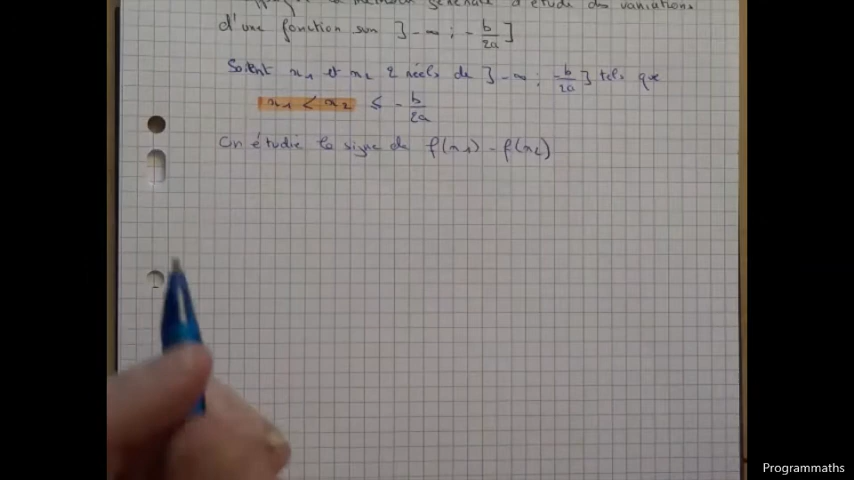 la méthode générale d'étude des variations
d'une fonction sur ]-∞ ; -b/2a]
Soient x₁ et x₂ 2 réels de ]-∞ ; -b/2a] tels que
x₁ < x₂ ≤ -b/2a
On étudie le signe de f(x₁) - f(x₂)
Programmaths